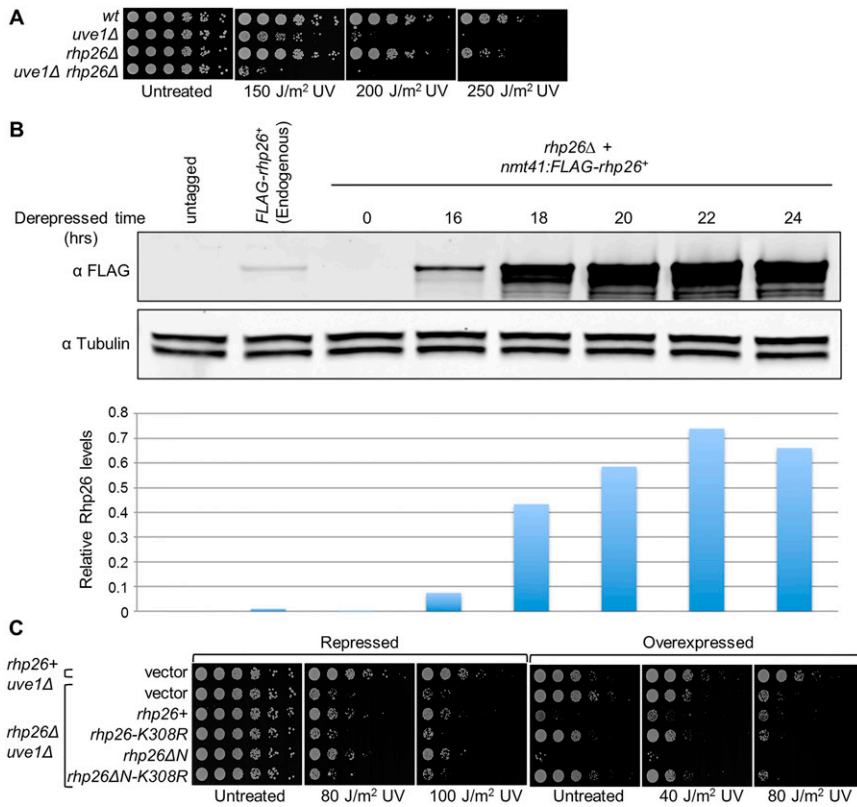 A
wt
uve1Δ
rhp26Δ
uve1Δ rhp26Δ
Untreated 150 J/m² UV 200 J/m² UV 250 J/m² UV
B
untagged
FLAG-rhp26⁺
(Endogenous)
rhp26Δ +
nmt41:FLAG-rhp26⁺
Derepressed time
(hrs)
0 16 18 20 22 24
α FLAG
α Tubulin
Relative Rhp26 levels
0.8
0.7
0.6
0.5
0.4
0.3
0.2
0.1
0
C
Repressed Overexpressed
rhp26+
uve1Δ
vector
rhp26Δ
uve1Δ
vector
rhp26+
rhp26-K308R
rhp26ΔN
rhp26ΔN-K308R
Untreated 80 J/m² UV 100 J/m² UV Untreated 40 J/m² UV 80 J/m² UV